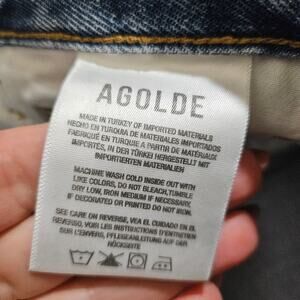 AGOLDE
MADE IN TURKEY OF IMPORTED MATERIALS
HECHO EN TURQUIA DE MATERIALES IMPORTADOS
FABRIQUÉ EN TURQUIE A PARTIR DE MATÉRIAUX
IMPORTÉS, IN DER TÜRKEI HERGESTELLT MIT
IMPORTIERTEN MATERIALIEN
MACHINE WASH COLD INSIDE OUT WITH
LIKE COLORS, DO NOT BLEACH, TUMBLE
DRY LOW, IRON MEDIUM IF NECESSARY,
IF DECORATED OR PRINTED DO NOT IRON.
SEE CARE ON REVERSE, VEA EL CUIDADO EN EL
REVERSO, VOIR LES INSTRUCTIONS D'ENTRETIEN
SUR L'ENVERS, PFLEGEANLEITUNG AUF DER
RÜCKSEITE